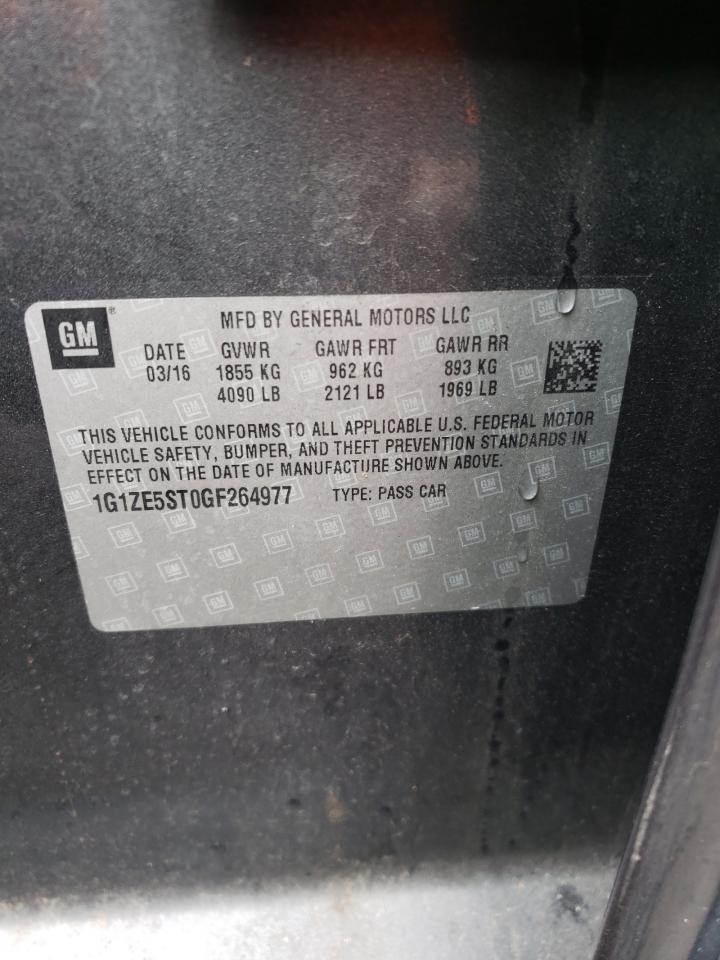 GM®
MFD BY GENERAL MOTORS LLC
DATE GVWR GAWR FRT GAWR RR
03/16 1855 KG 962 KG 893 KG
4090 LB 2121 LB 1969 LB
THIS VEHICLE CONFORMS TO ALL APPLICABLE U.S. FEDERAL MOTOR
VEHICLE SAFETY, BUMPER, AND THEFT PREVENTION STANDARDS IN
EFFECT ON THE DATE OF MANUFACTURE SHOWN ABOVE.
1G1ZE5ST0GF264977 TYPE: PASS CAR